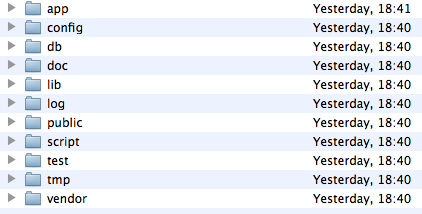 app Yesterday, 18:41
config Yesterday, 18:40
db Yesterday, 18:40
doc Yesterday, 18:40
lib Yesterday, 18:40
log Yesterday, 18:40
public Yesterday, 18:40
script Yesterday, 18:40
test Yesterday, 18:40
tmp Yesterday, 18:40
vendor Yesterday, 18:40